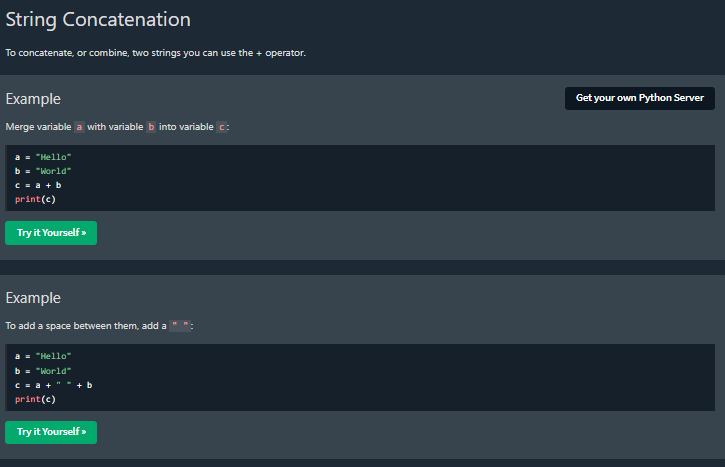 String Concatenation
To concatenate, or combine, two strings you can use the + operator.
Example
Get your own Python Server
Merge variable a with variable b into variable c:
a = "Hello"
b = "World"
c = a + b
print(c)
Try it Yourself »
Example
To add a space between them, add a " ":
a = "Hello"
b = "World"
c = a + " " + b
print(c)
Try it Yourself »